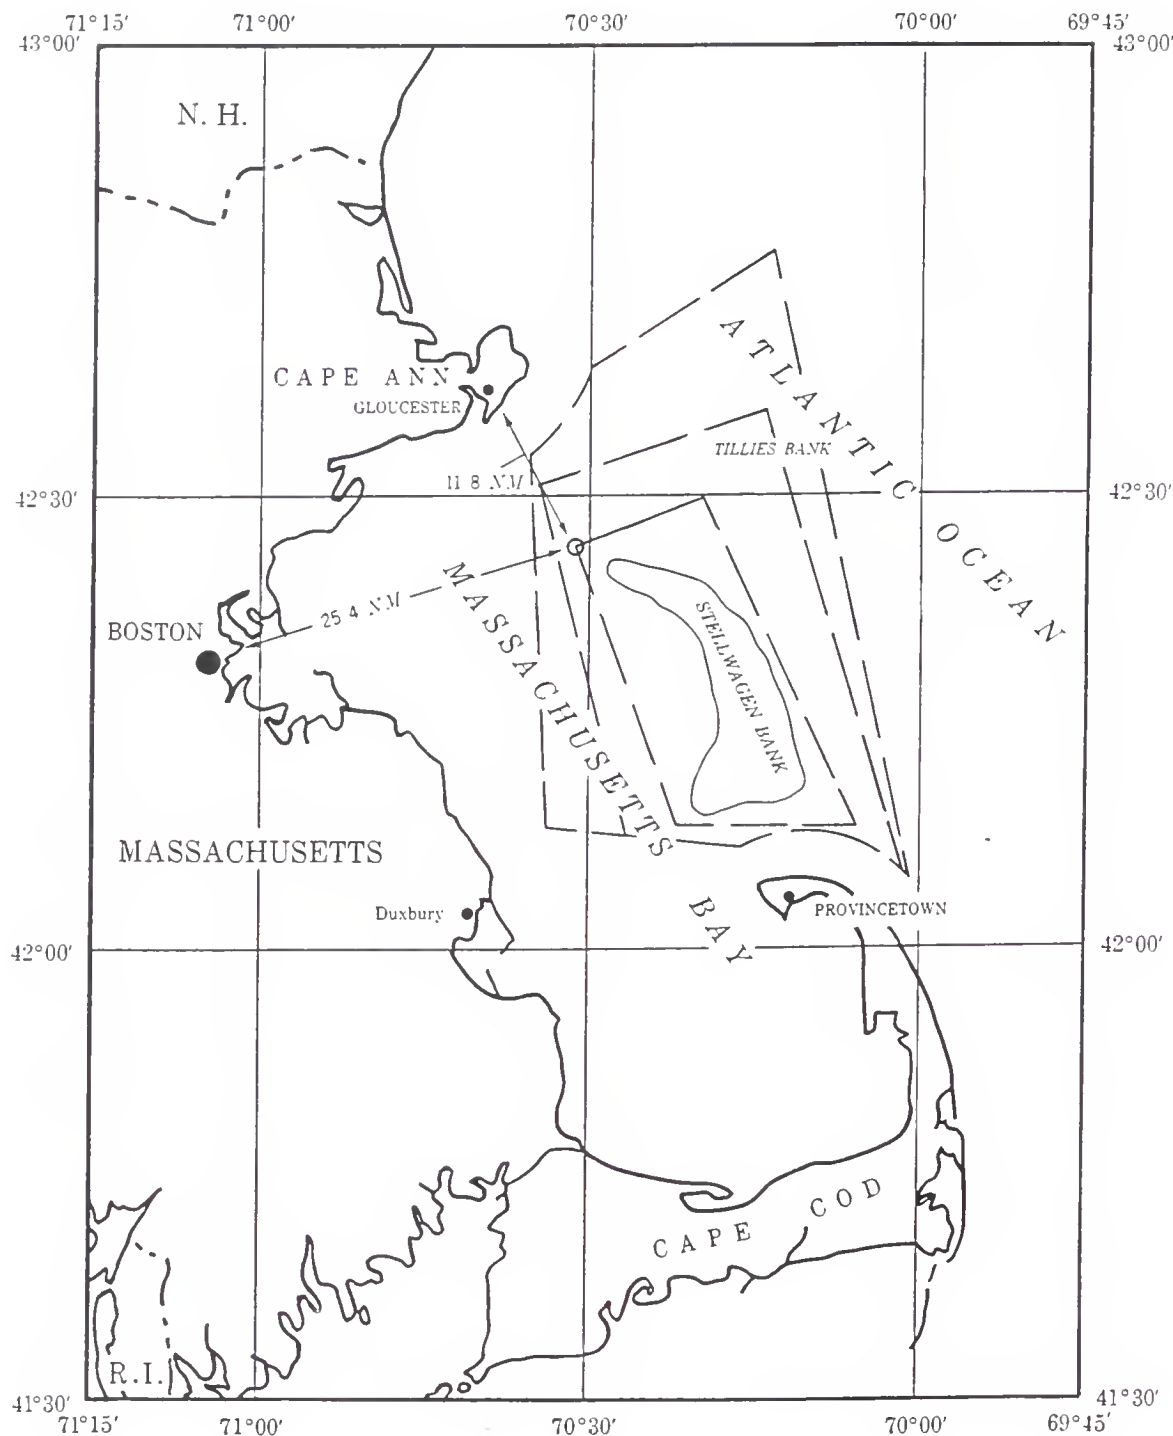 71°15′ 71°00′ 70°30′ 70°00′ 69°45′
43°00′ 43°00′
N. H.
ATLANTIC
CAPE ANN
GLOUCESTER
TILLIES BANK
11 8 NM
42°30′ 42°30′
OCEAN
MASSACHUSETTS
25 4 NM
STELLWAGEN BANK
BOSTON
MASSACHUSETTS
Duxbury
PROVINCETOWN
BAY
42°00′ 42°00′
CAPE COD
R.I.
41°30′ 41°30′
71°15′ 71°00′ 70°30′ 70°00′ 69°45′